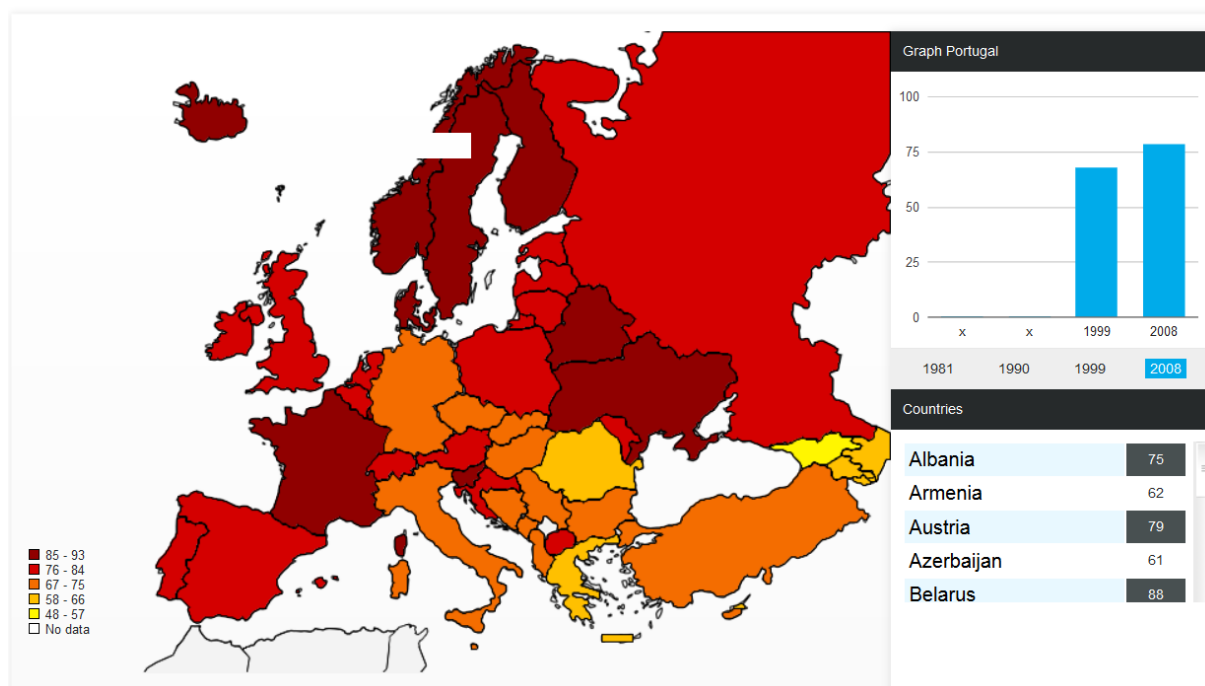 Graph Portugal
100
75
50
25
0
x x 1999 2008
1981 1990 1999 2008
Countries
Albania 75
Armenia 62
Austria 79
Azerbaijan 61
Belarus 88
85 - 93
76 - 84
67 - 75
58 - 66
48 - 57
No data